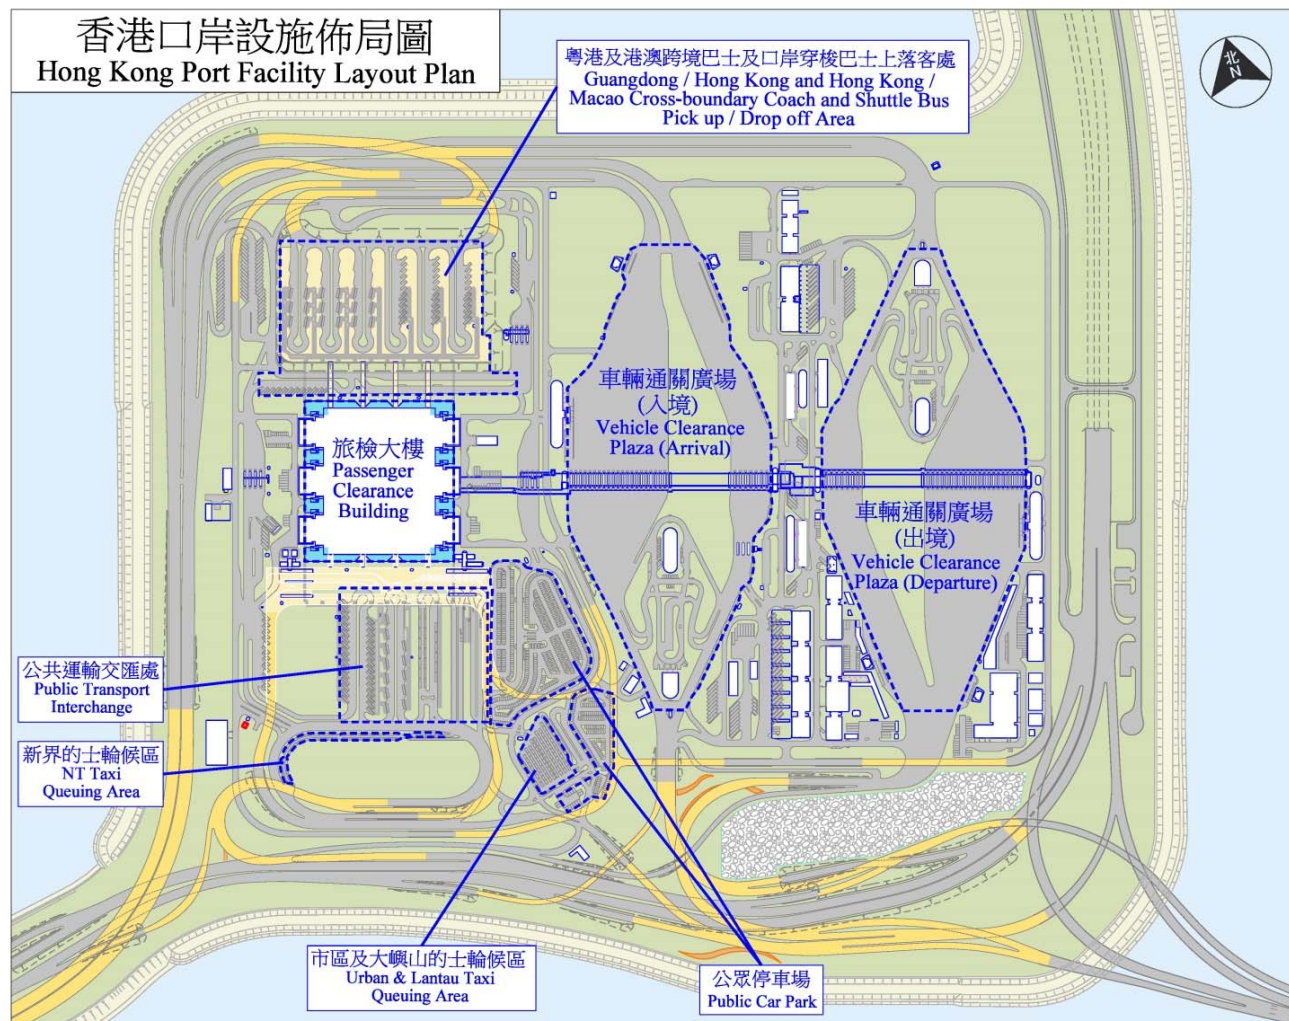 香港口岸設施佈局圖
Hong Kong Port Facility Layout Plan
粵港及港澳跨境巴士及口岸穿梭巴士上落客處
Guangdong / Hong Kong and Hong Kong /
Macao Cross-boundary Coach and Shuttle Bus
Pick up / Drop off Area
北
N
車輛通關廣場
(入境)
Vehicle Clearance
Plaza (Arrival)
旅檢大樓
Passenger
Clearance
Building
車輛通關廣場
(出境)
Vehicle Clearance
Plaza (Departure)
公共運輸交匯處
Public Transport
Interchange
新界的士輪候區
NT Taxi
Queuing Area
市區及大嶼山的士輪候區
Urban & Lantau Taxi
Queuing Area
公眾停車場
Public Car Park